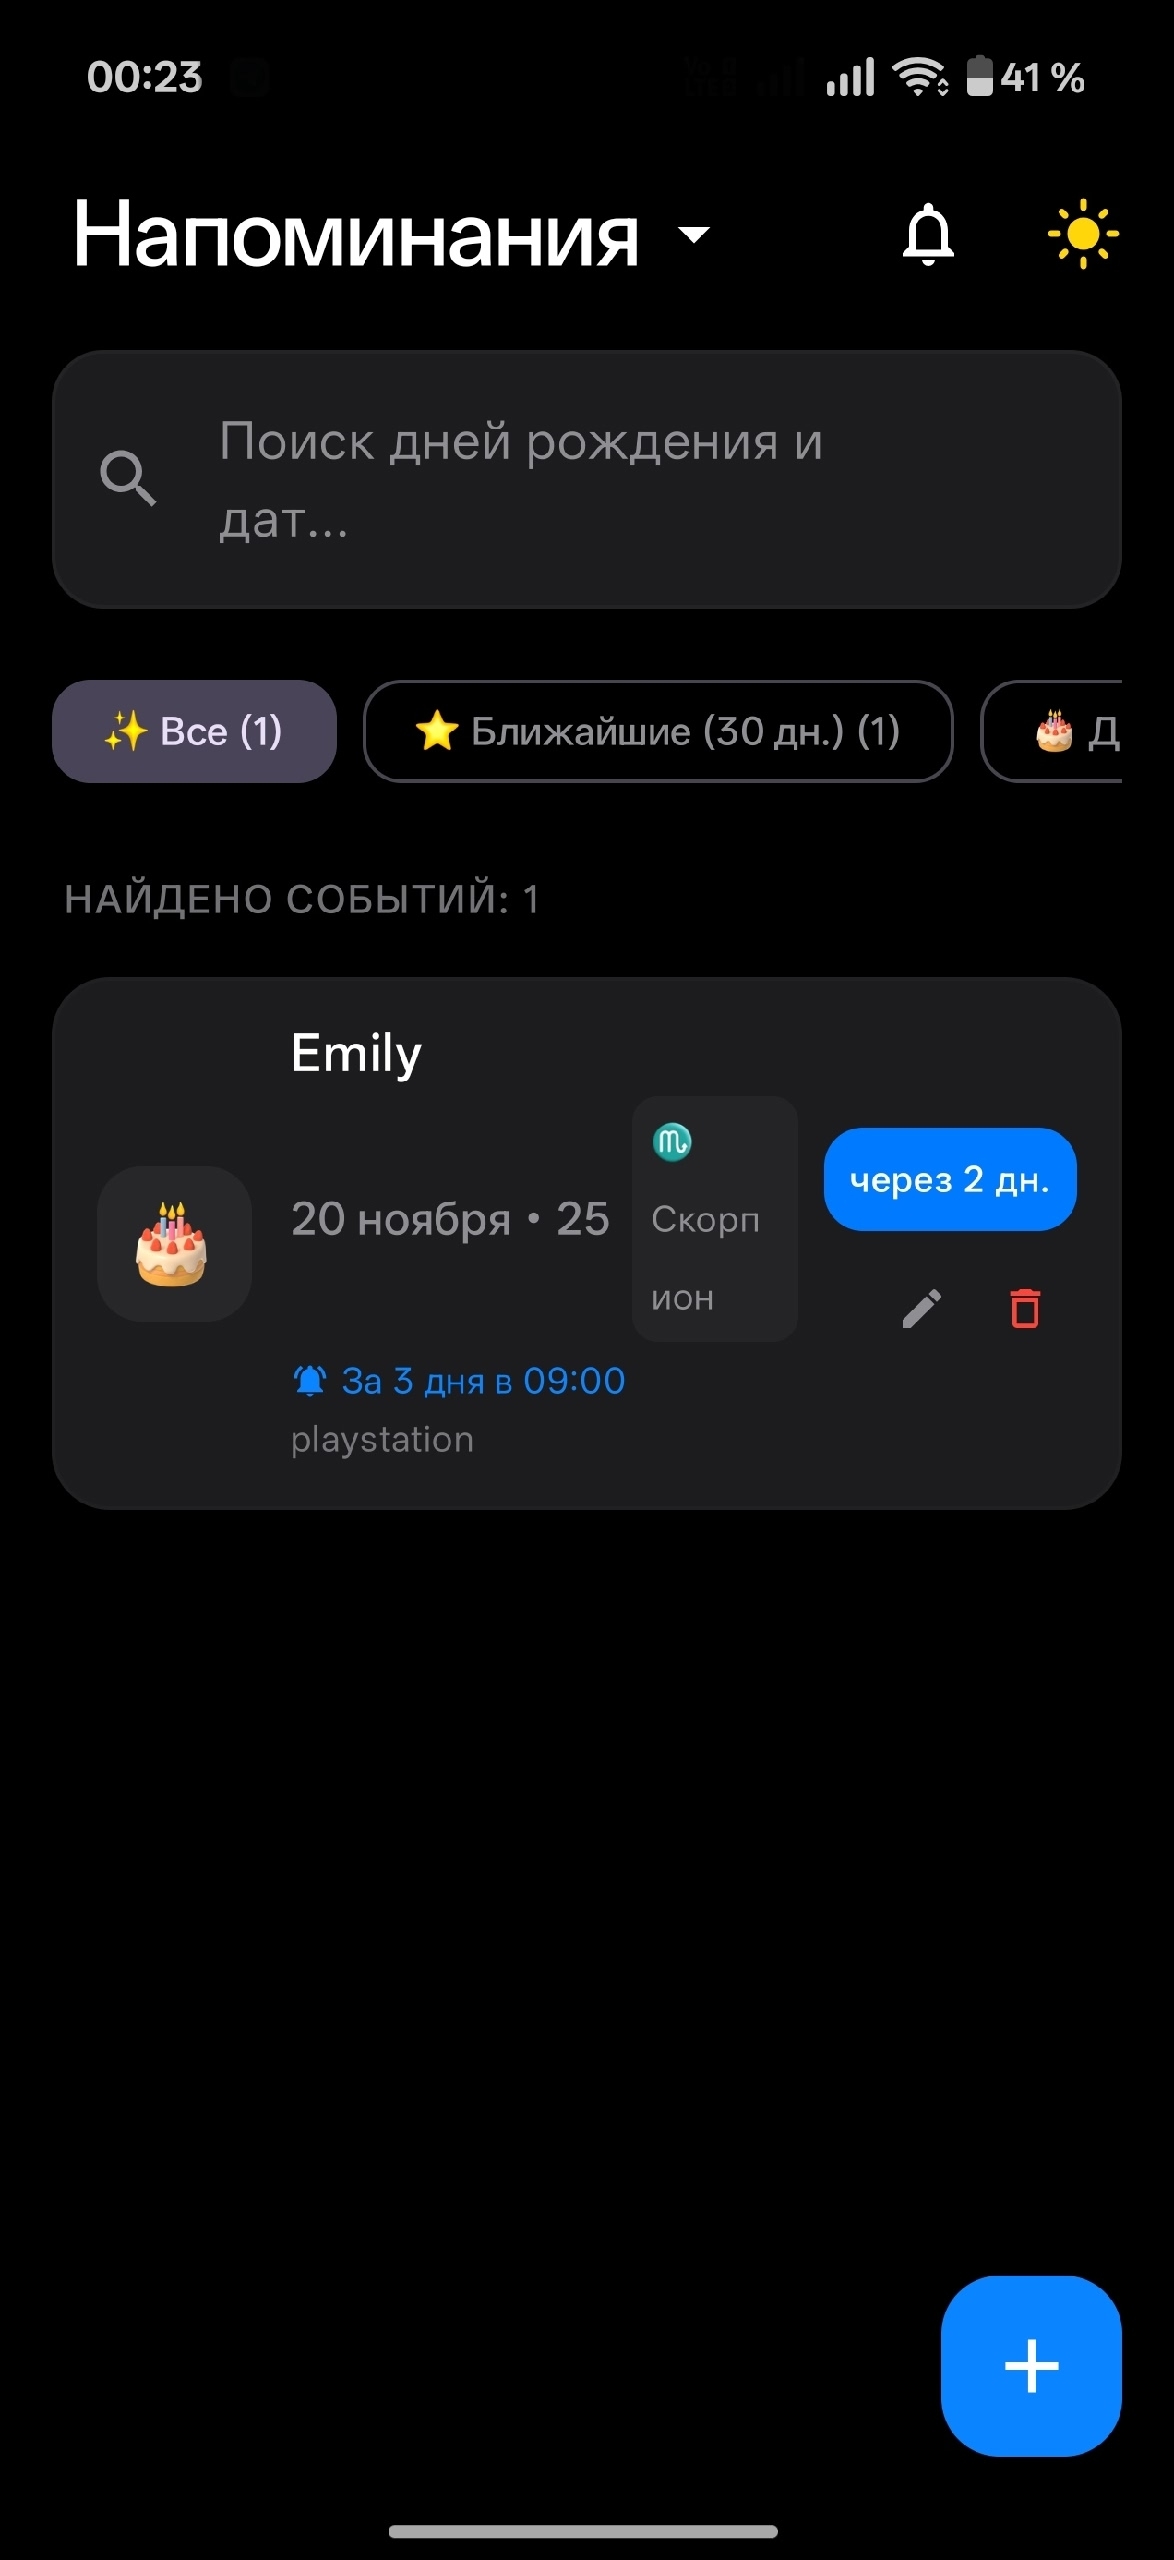 00:23
41 %
Напоминания
Поиск дней рождения и
дат...
✨ Все (1)
⭐ Ближайшие (30 дн.) (1)
🎂 Д
НАЙДЕНО СОБЫТИЙ: 1
Emily
20 ноября • 25
♏
Скорп
ион
через 2 дн.
За 3 дня в 09:00
playstation